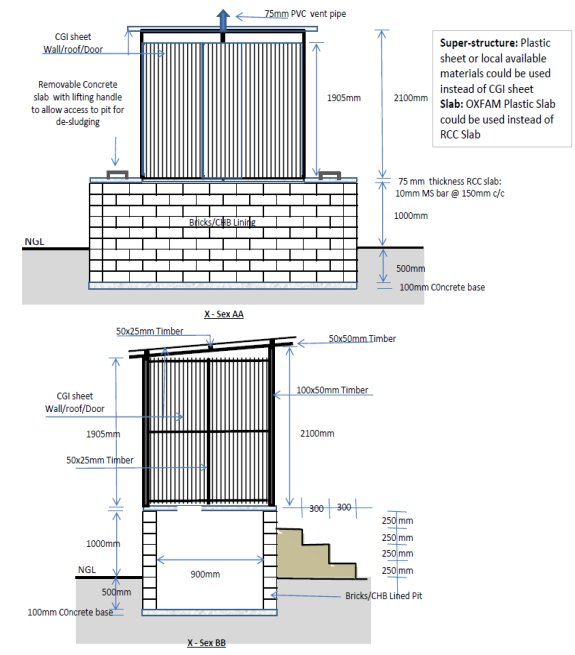 75mm PVC vent pipe
CGI sheet
Wall/roof/Door
Removable Concrete
slab with lifting handle
to allow access to pit for
de-sludging
1905mm
2100mm
Super-structure: Plastic
sheet or local available
materials could be used
instead of CGI sheet
Slab: OXFAM Plastic Slab
could be used instead of
RCC Slab
75 mm thickness RCC slab:
10mm MS bar @ 150mm c/c
1000mm
Bricks/CHB Lining
NGL
500mm
100mm C0ncrete base
X - Sex AA
50x25mm Timber
50x50mm Timber
CGI sheet
Wall/roof/Door
100x50mm Timber
1905mm
2100mm
50x25mm Timber
300
300
250 mm
250 mm
250 mm
250 mm
1000mm
NGL
900mm
500mm
Bricks/CHB Lined Pit
100mm C0ncrete base
X - Sex BB